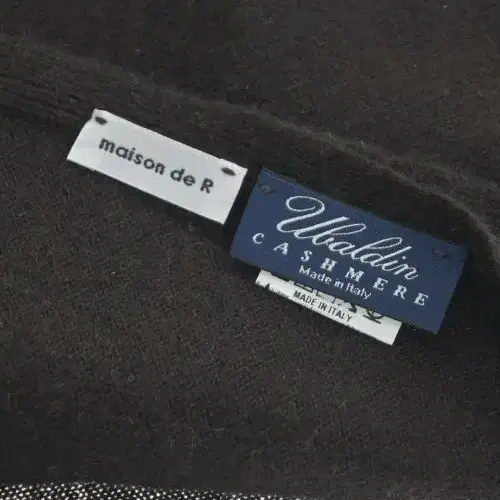 maison de R
Ubaldin
CASHMERE
Made in Italy
MADE IN ITALY